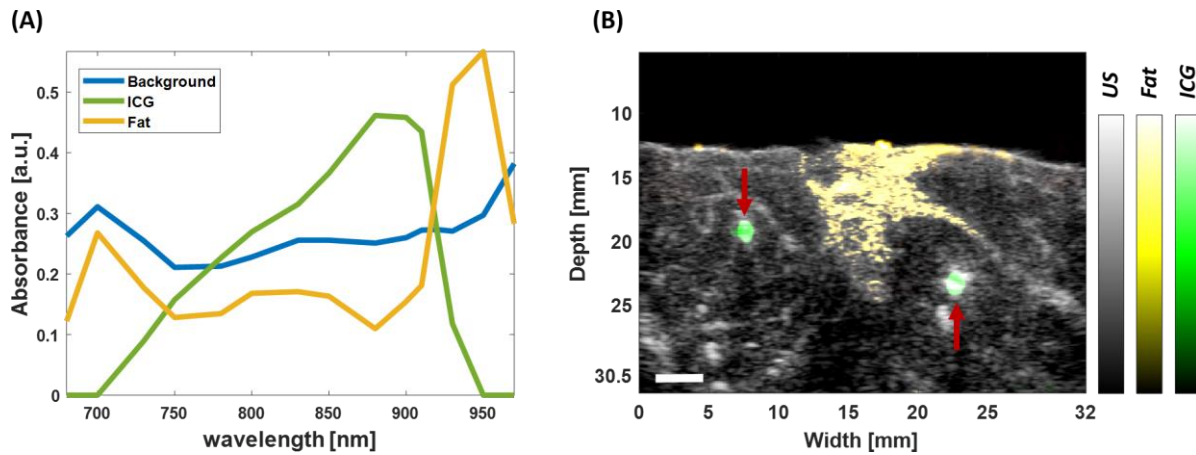 (A)
(B)
Absorbance [a.u.]
0.5
0.4
0.3
0.2
0.1
0
Background
ICG
Fat
700
750
800
850
900
950
wavelength [nm]
Depth [mm]
10
15
20
25
30.5
0
5
10
15
20
26
32
Width [mm]
US
Fat
ICG